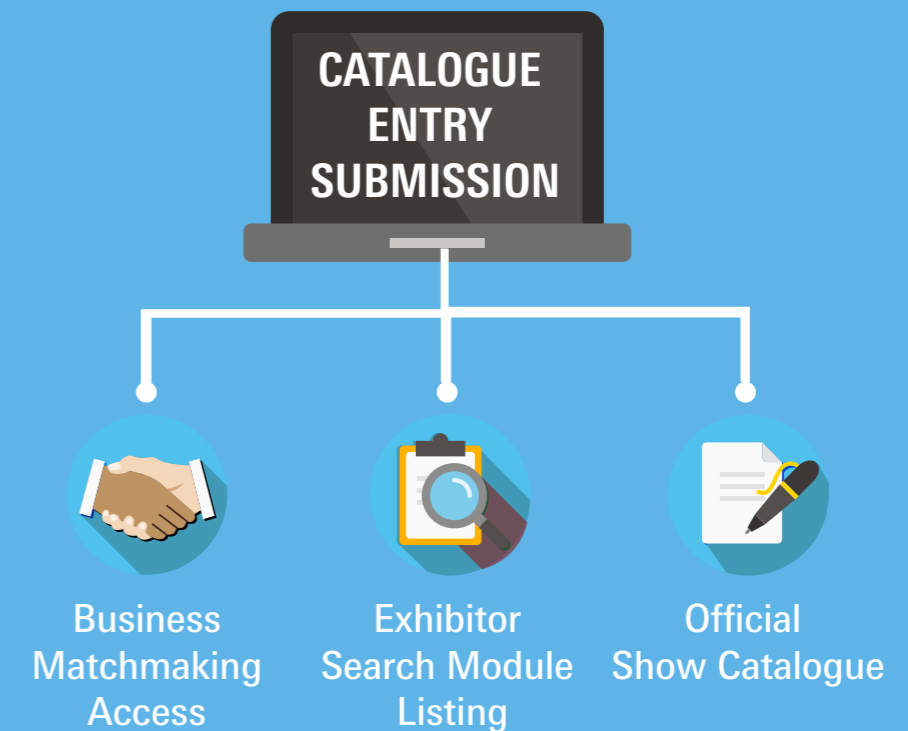 CATALOGUE
ENTRY
SUBMISSION
Business
Matchmaking
Access
Exhibitor
Search Module
Listing
Official
Show Catalogue